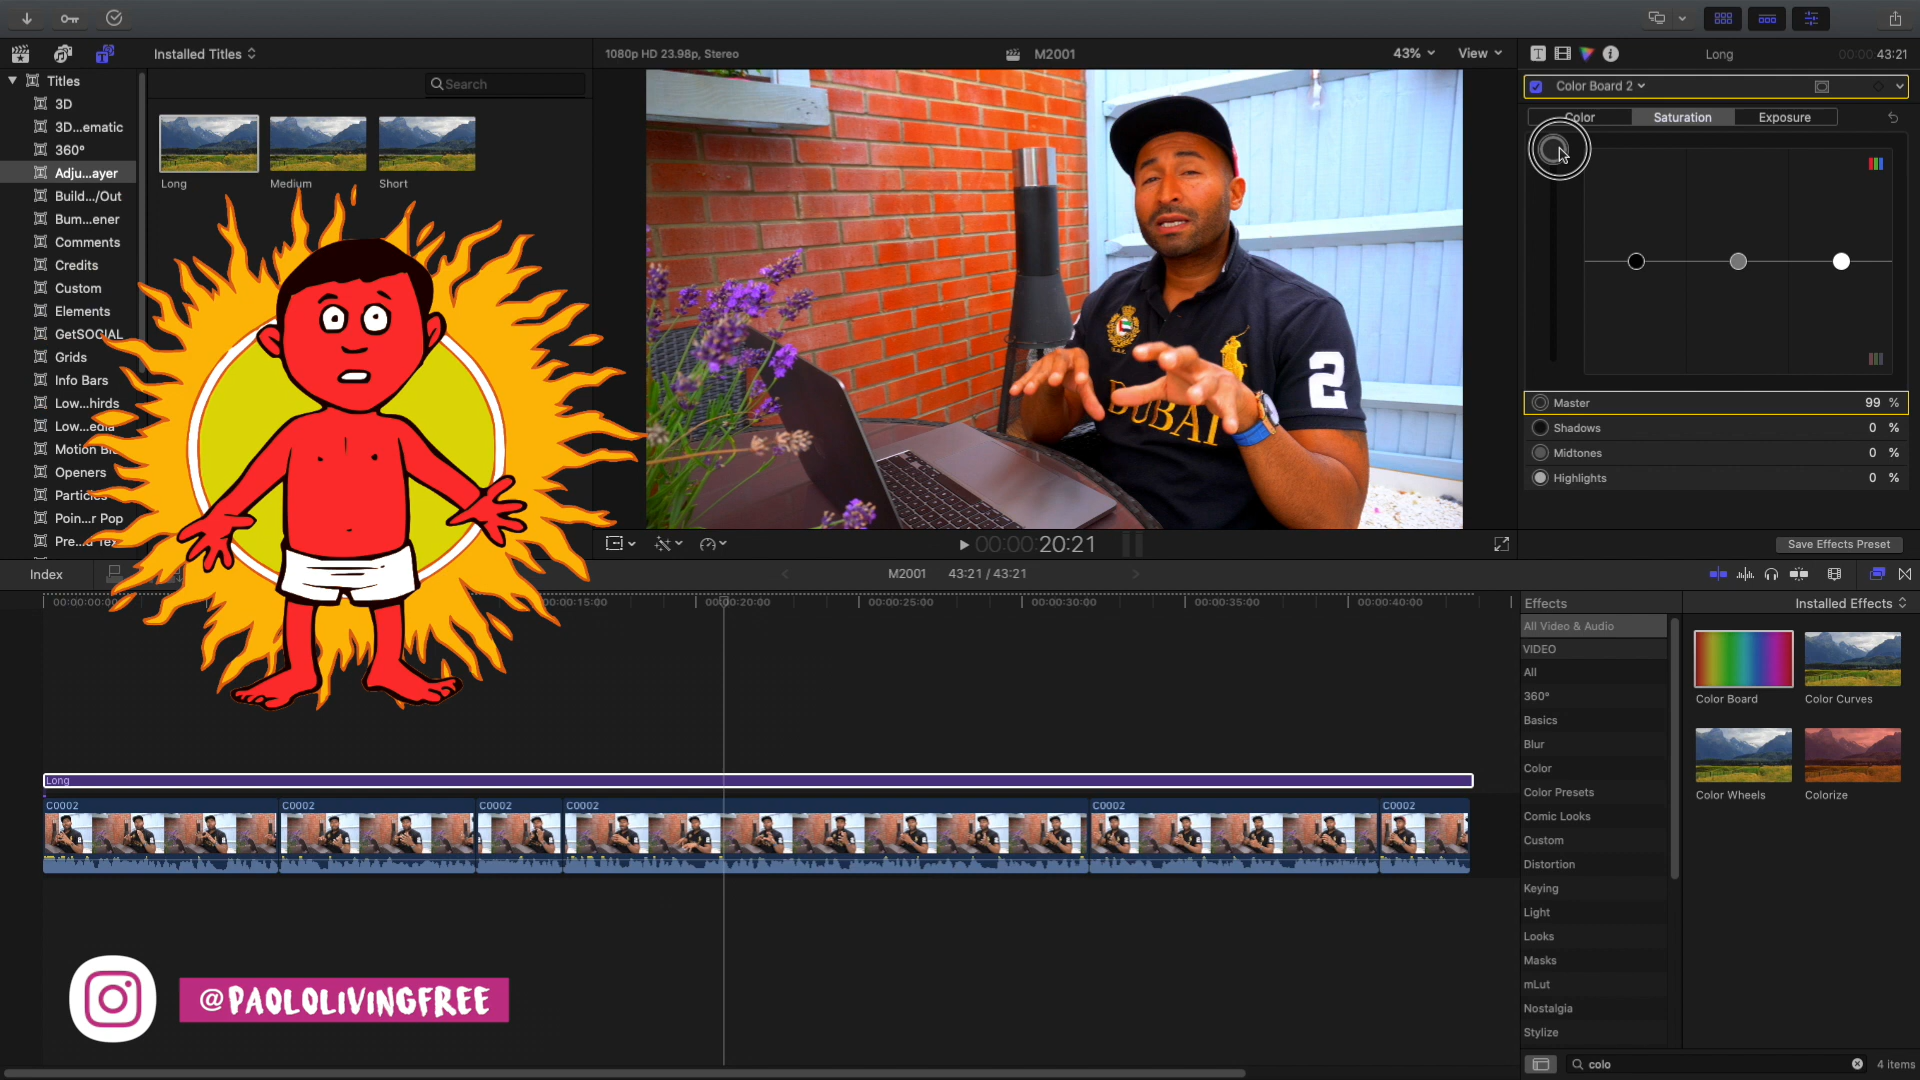 Installed Titles
1080p HD 23.98p, Stereo
M2001
43%
View
Long
00:00:43:21
Titles
Search
Color Board 2
3D
3D...ematic
360°
Adju...ayer
Build.../Out
Bum...ener
Comments
Credits
Custom
Elements
GetSOCIAL
Grids
Info Bars
Low...hirds
Motion Bl
Openers
Particles
Poin...r Pop
Long
Medium
Short
Color
Saturation
Exposure
Master 99 %
Shadows 0 %
Midtones 0 %
Highlights 0 %
DUBAI
2
00:00:20:21
Save Effects Preset
Index
M2001
43:21 / 43:21
00:00:00:00
00:00:15:00
00:00:20:00
00:00:25:00
00:00:30:00
00:00:35:00
00:00:40:00
Effects
Installed Effects
All Video & Audio
VIDEO
All
360°
Basics
Blur
Color
Color Presets
Comic Looks
Custom
Distortion
Keying
Light
Looks
Masks
mLut
Nostalgia
Stylize
Color Board
Color Curves
Color Wheels
Colorize
Long
C0002
C0002
C0002
C0002
C0002
C0002
@PAOLOLIVINGFREE
colo
4 items